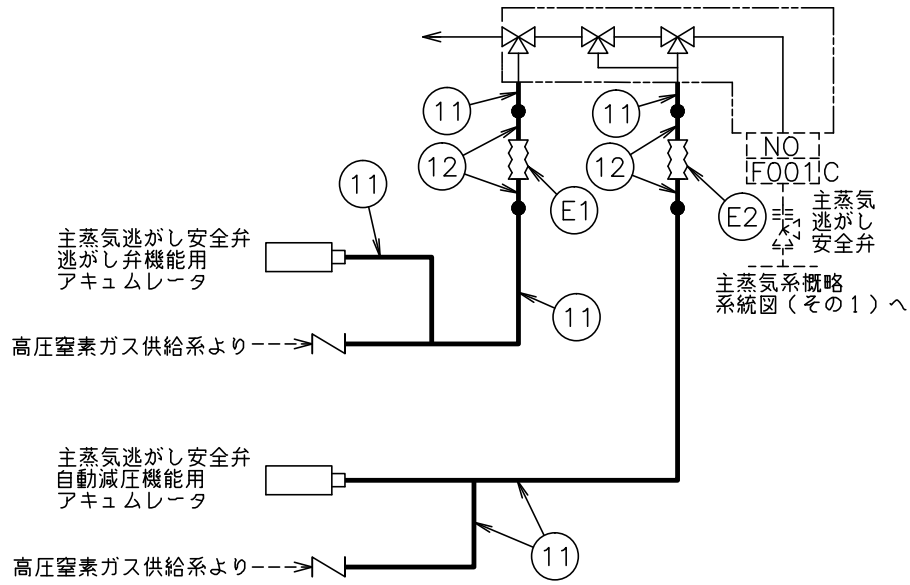 11
11
12
12
11
E1
E2
NO
F001C
主蒸気
逃がし
安全弁
主蒸気系概略
系統図(その1)へ
主蒸気逃がし安全弁
逃がし弁機能用
アキュムレータ
11
高圧窒素ガス供給系より
主蒸気逃がし安全弁
自動減圧機能用
アキュムレータ
11
高圧窒素ガス供給系より